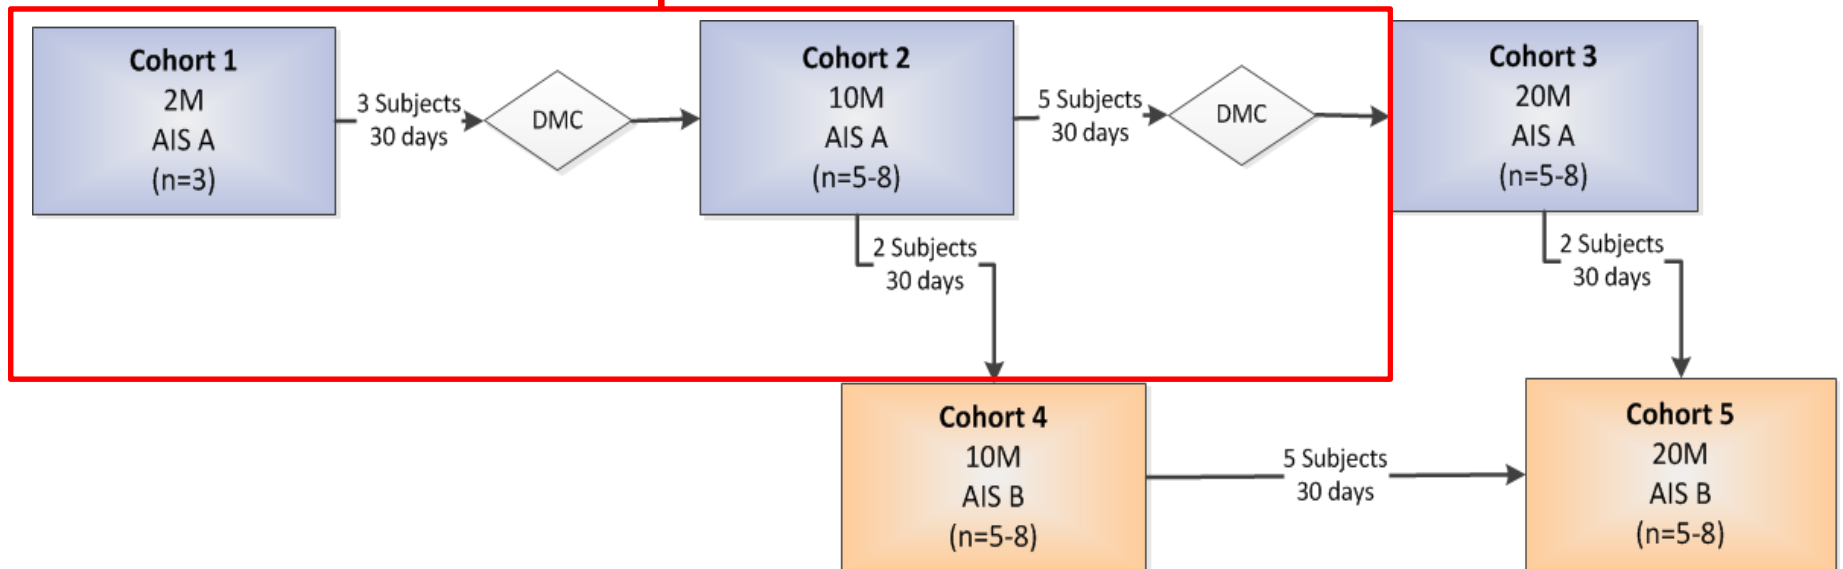 Cohort 1
2M
AIS A
(n=3)
3 Subjects
30 days
DMC
Cohort 2
10M
AIS A
(n=5-8)
5 Subjects
30 days
DMC
Cohort 3
20M
AIS A
(n=5-8)
2 Subjects
30 days
2 Subjects
30 days
Cohort 4
10M
AIS B
(n=5-8)
5 Subjects
30 days
Cohort 5
20M
AIS B
(n=5-8)